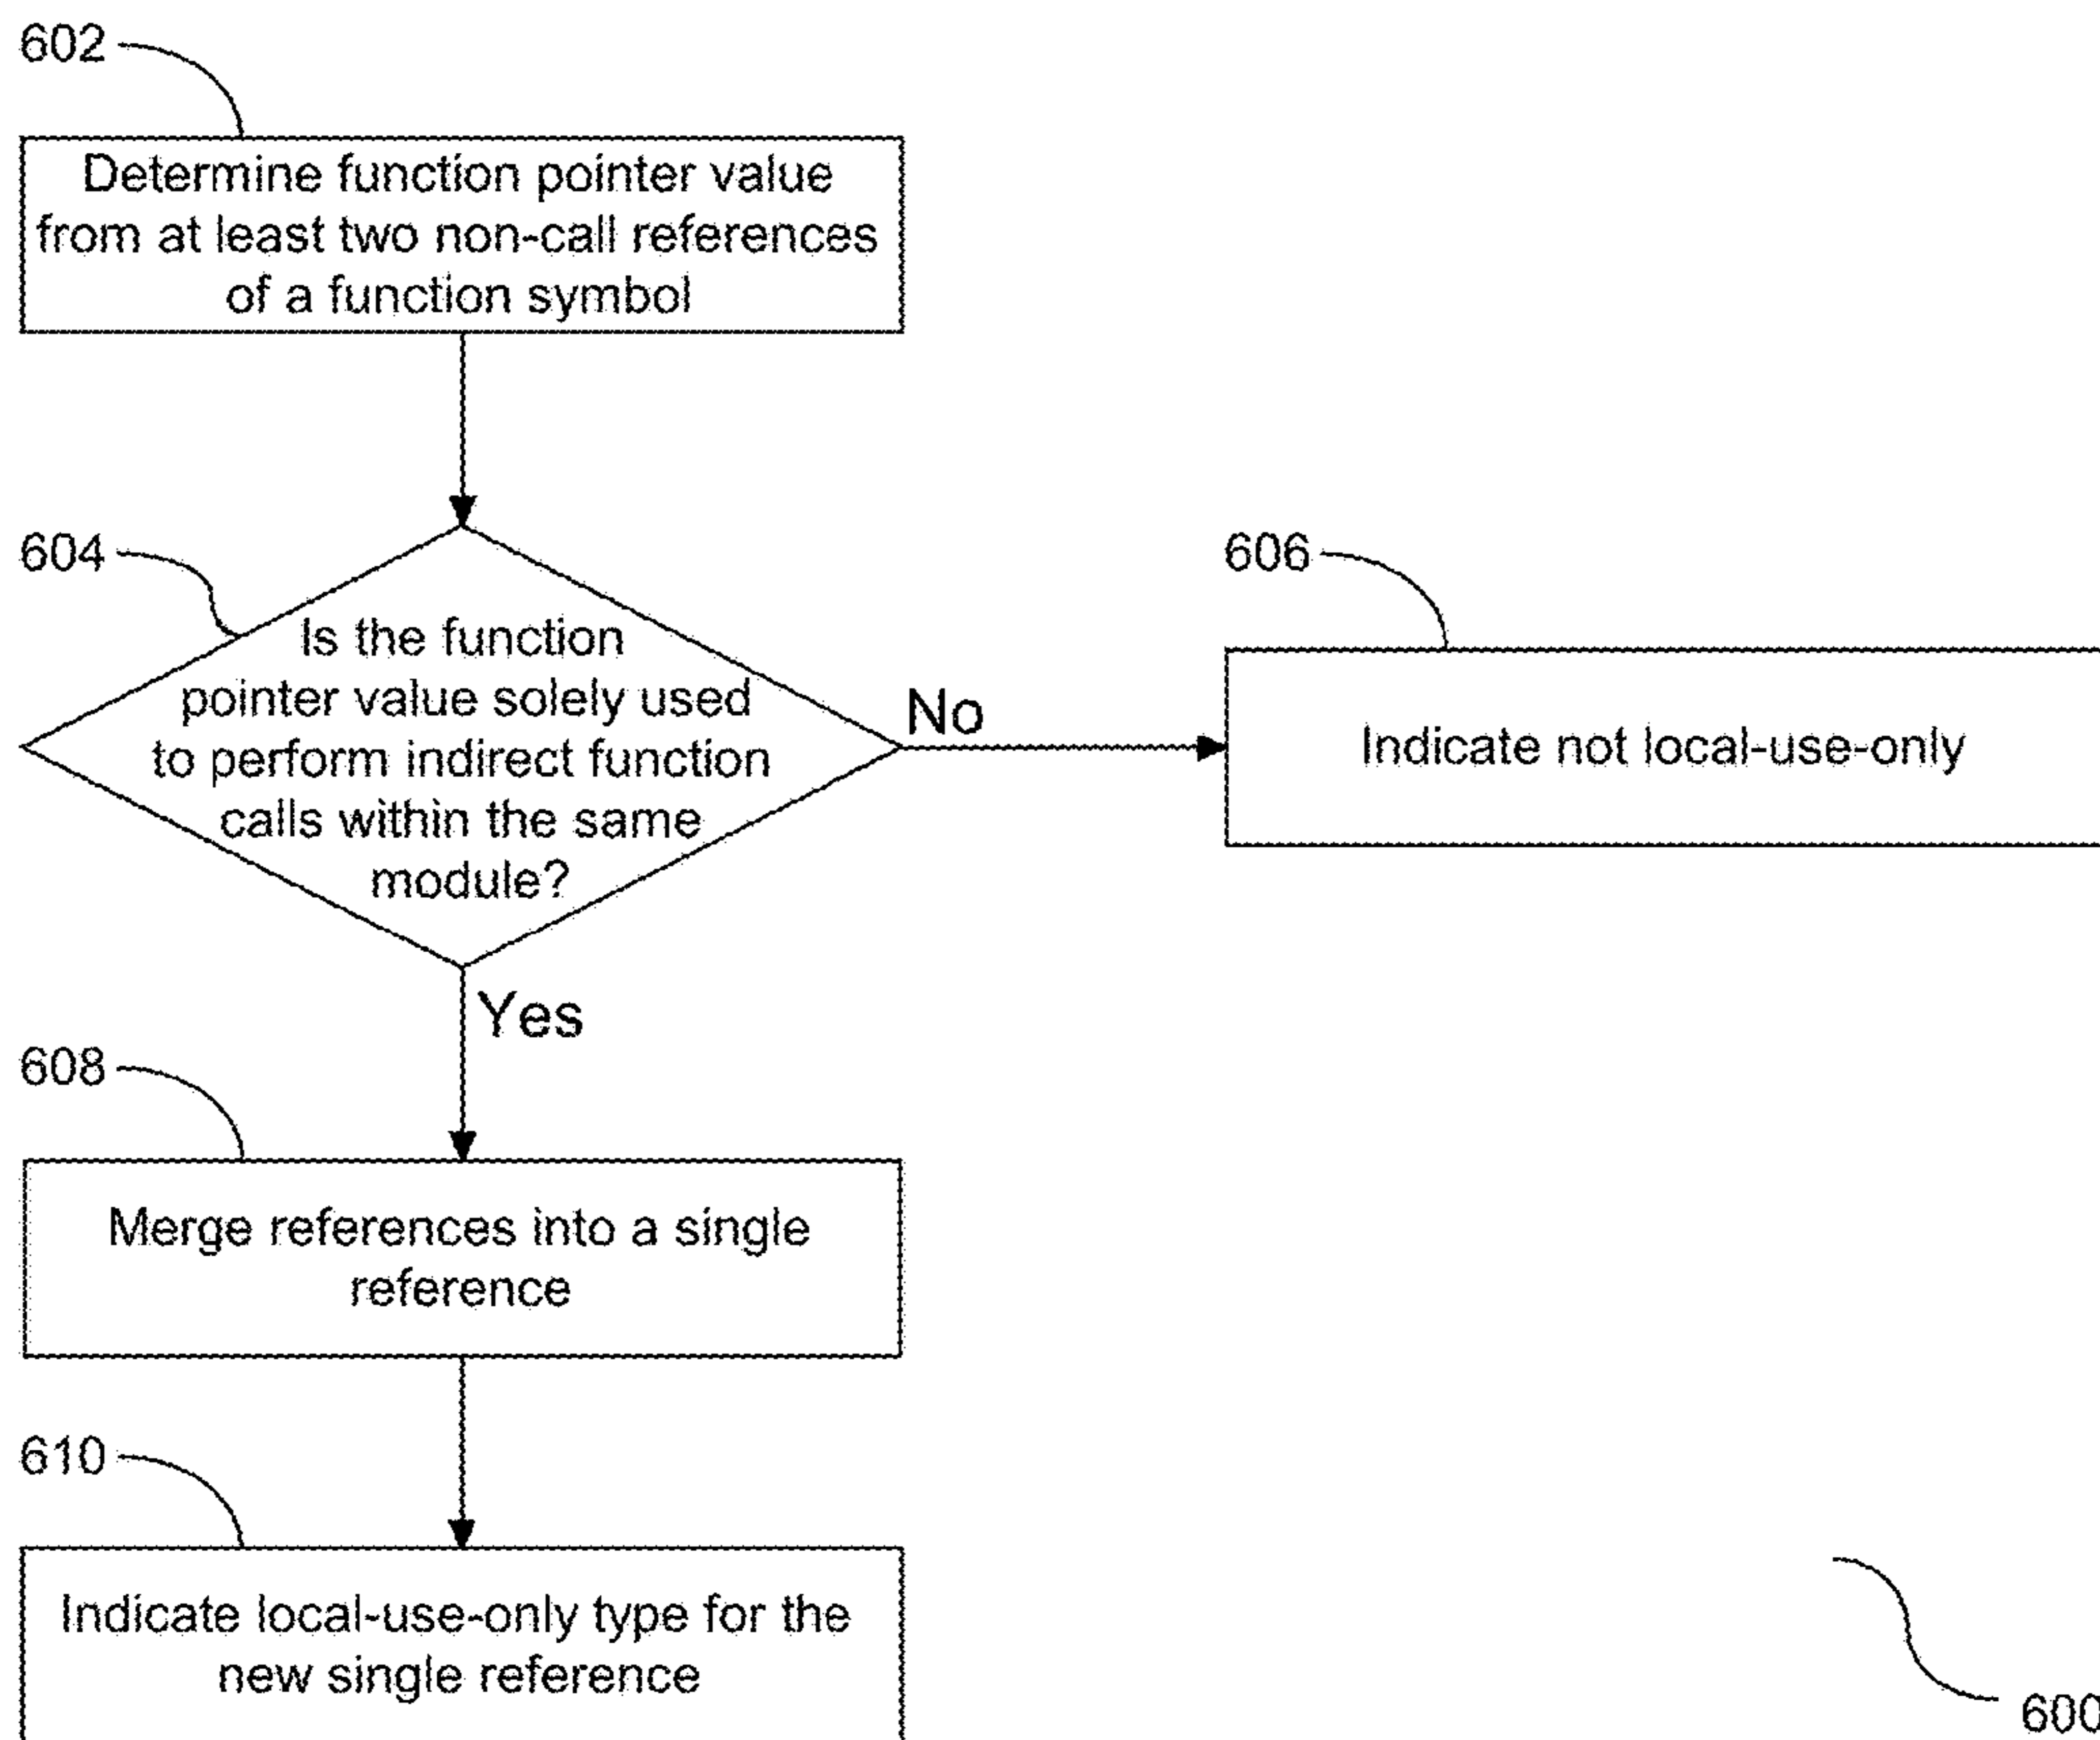 602
Determine function pointer value
from at least two non-call references
of a function symbol
604
Is the function
pointer value solely used
to perform indirect function
calls within the same
module?
No
606
Indicate not local-use-only
Yes
608
Merge references into a single
reference
610
Indicate local-use-only type for the
new single reference
600